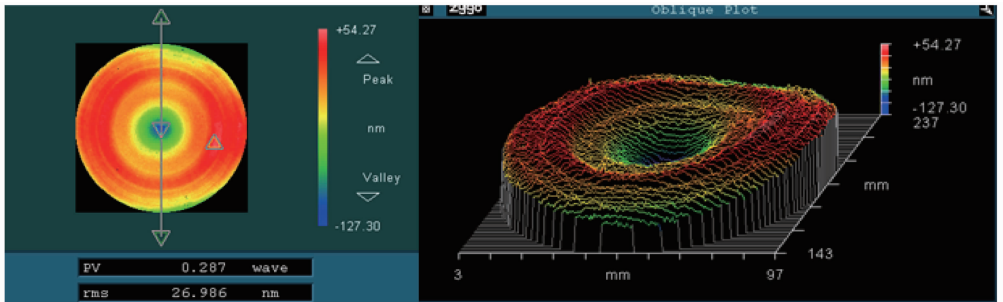 +54.27
Peak
nm
Valley
-127.30
PV 0.287 wave
rms 26.986 nm
zygo
Oblique Plot
+54.27
nm
-127.30
237
mm
143
3 mm 97